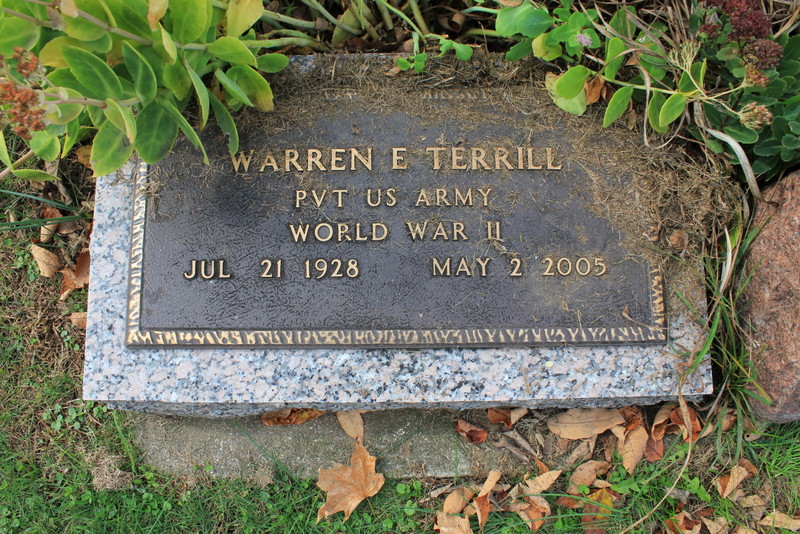 WARREN E TERRILL
PVT US ARMY
WORLD WAR II
JUL 21 1928 MAY 2 2005